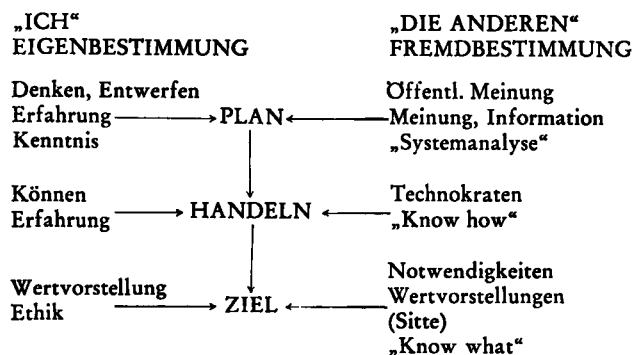 „ICH“
EIGENBESTIMMUNG
„DIE ANDEREN“
FREMDBESTIMMUNG
Denken, Entwerfen
Erfahrung
Kenntnis
PLAN
Öffentl. Meinung
Meinung, Information
„Systemanalyse“
Können
Erfahrung
HANDELN
Technokraten
„Know how“
Wertvorstellung
Ethik
ZIEL
Notwendigkeiten
Wertvorstellungen
(Sitte)
„Know what“